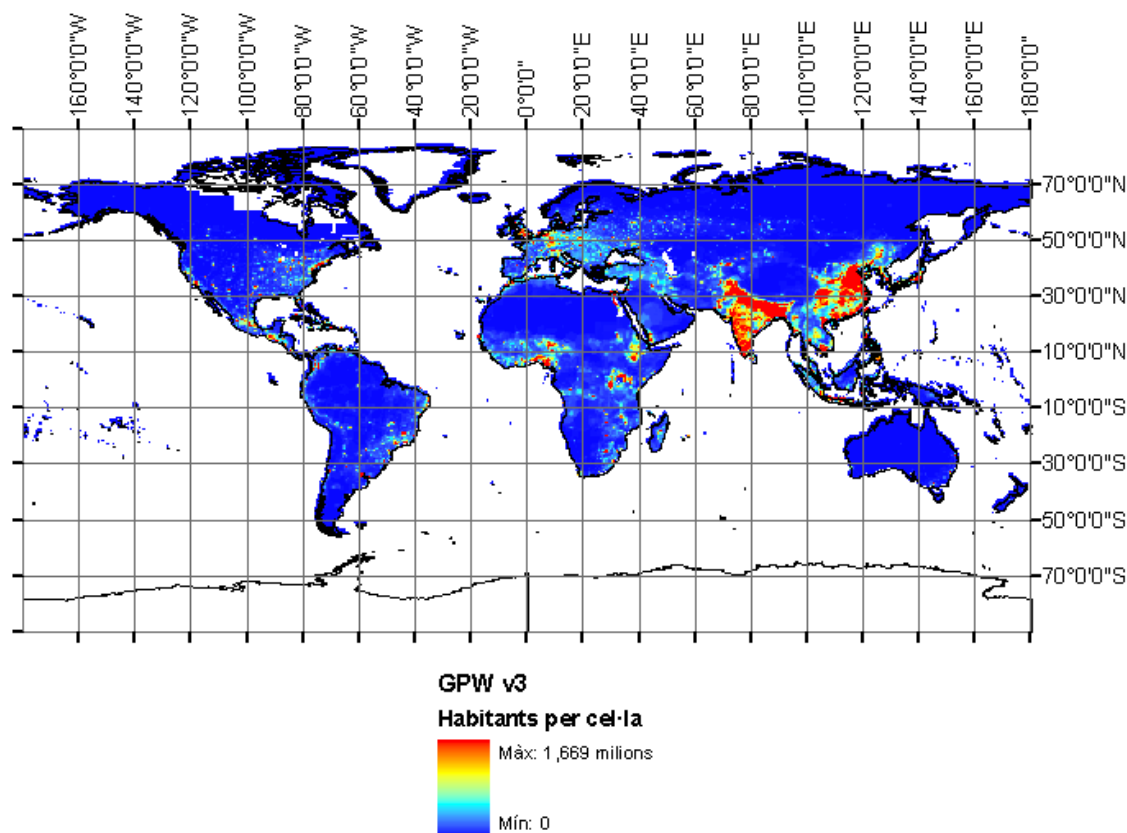 160°0'0"W
140°0'0"W
120°0'0"W
100°0'0"W
80°0'0"W
60°0'0"W
40°0'0"W
20°0'0"W
0°0'0"
20°0'0"E
40°0'0"E
60°0'0"E
80°0'0"E
100°0'0"E
120°0'0"E
140°0'0"E
160°0'0"E
180°0'0"
70°0'0"N
50°0'0"N
30°0'0"N
10°0'0"N
10°0'0"S
30°0'0"S
50°0'0"S
70°0'0"S
GPW v3
Habitants per cel·la
Màx: 1,669 milions
Mín: 0